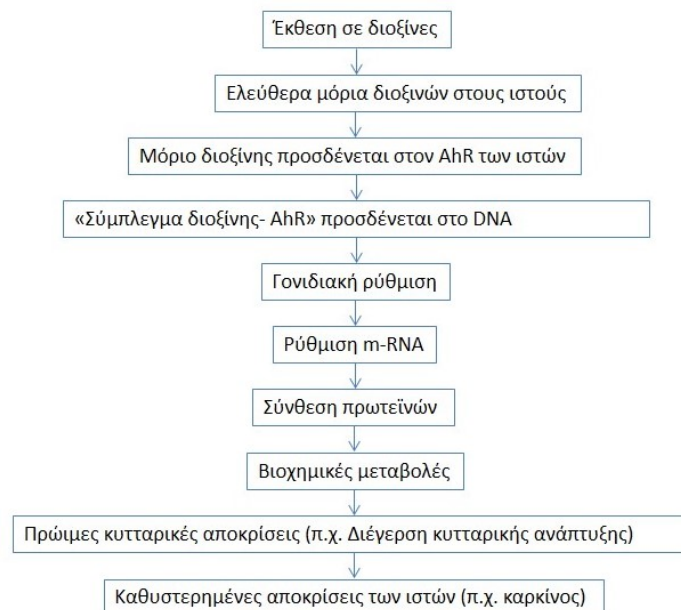 Έκθεση σε διοξίνες
Ελεύθερα μόρια διοξινών στους ιστούς
Μόριο διοξίνης προσδένεται στον AhR των ιστών
«Σύμπλεγμα διοξίνης- AhR» προσδένεται στο DNA
Γονιδιακή ρύθμιση
Ρύθμιση m-RNA
Σύνθεση πρωτεϊνών
Βιοχημικές μεταβολές
Πρώιμες κυτταρικές αποκρίσεις (π.χ. Διέγερση κυτταρικής ανάπτυξης)
Καθυστερημένες αποκρίσεις των ιστών (π.χ. καρκίνος)